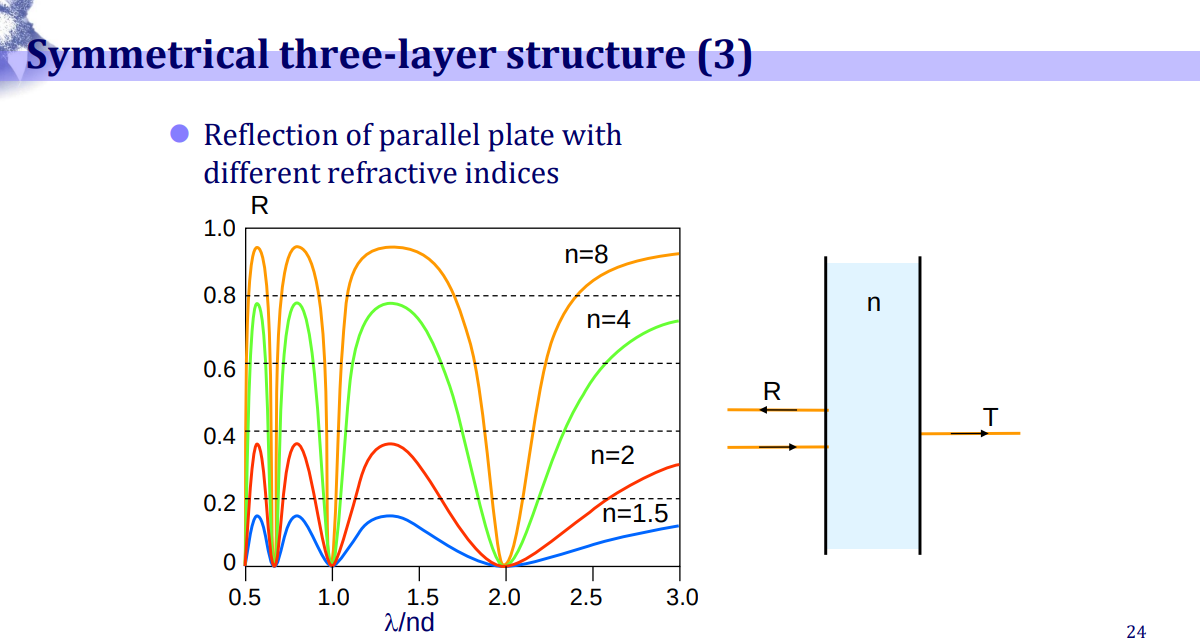 Symmetrical three-layer structure (3)
Reflection of parallel plate with
different refractive indices
R
1.0
0.8
0.6
0.4
0.2
0
n=8
n=4
n=2
n=1.5
0.5 1.0 1.5 2.0 2.5 3.0
λ/nd
n
R
T
24